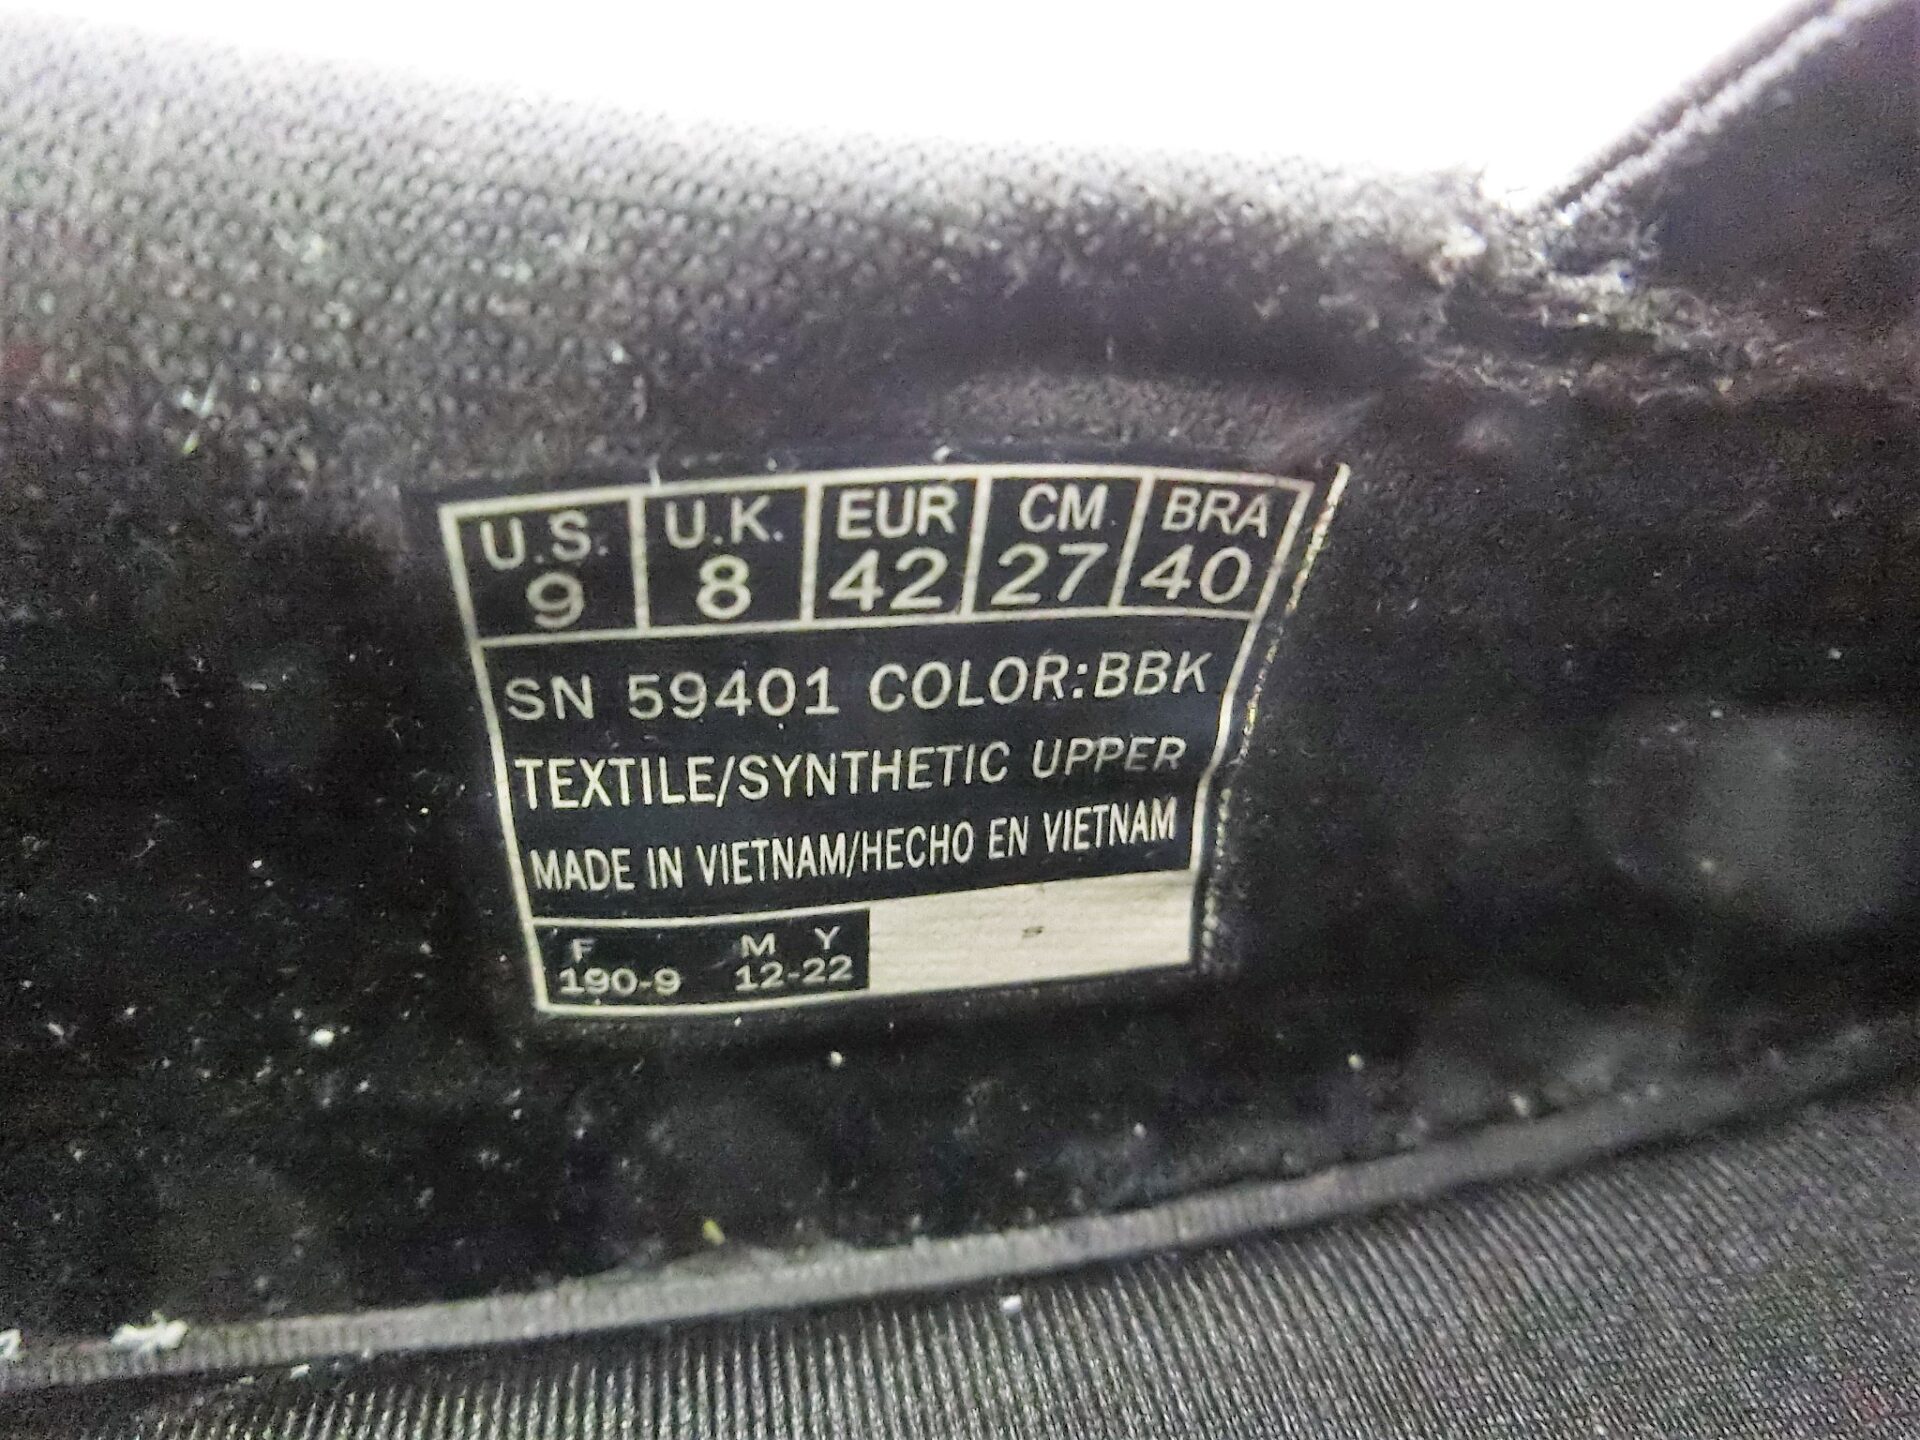 U.S. U.K. EUR CM BRA
9 8 42 27 40
SN 59401 COLOR:BBK
TEXTILE/SYNTHETIC UPPER
MADE IN VIETNAM/HECHO EN VIETNAM
F M Y
190-9 12-22